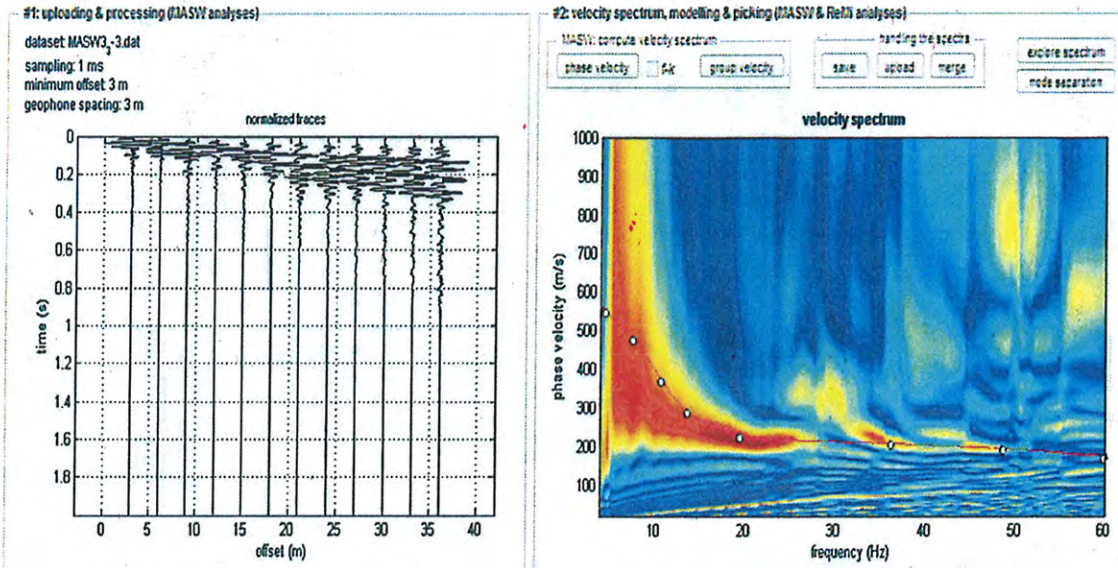 #1: uploading & processing (MASW analyses)
dataset: MASW3_3-3.dat
sampling: 1 ms
minimum offset: 3 m
geophone spacing: 3 m
normalized traces
0
0.2
0.4
0.6
0.8
1
1.2
1.4
1.6
1.8
time (s)
0 5 10 15 20 25 30 35 40
offset (m)
#2: velocity spectrum, modelling & picking (MASW & ReMi analyses)
MASW: compute velocity spectrum
phase velocity
f-k
group velocity
handling the spectra
save
upload
merge
explore spectrum
mode separation
velocity spectrum
1000
900
800
700
600
500
400
300
200
100
phase velocity (m/s)
10 20 30 40 50 60
frequency (Hz)